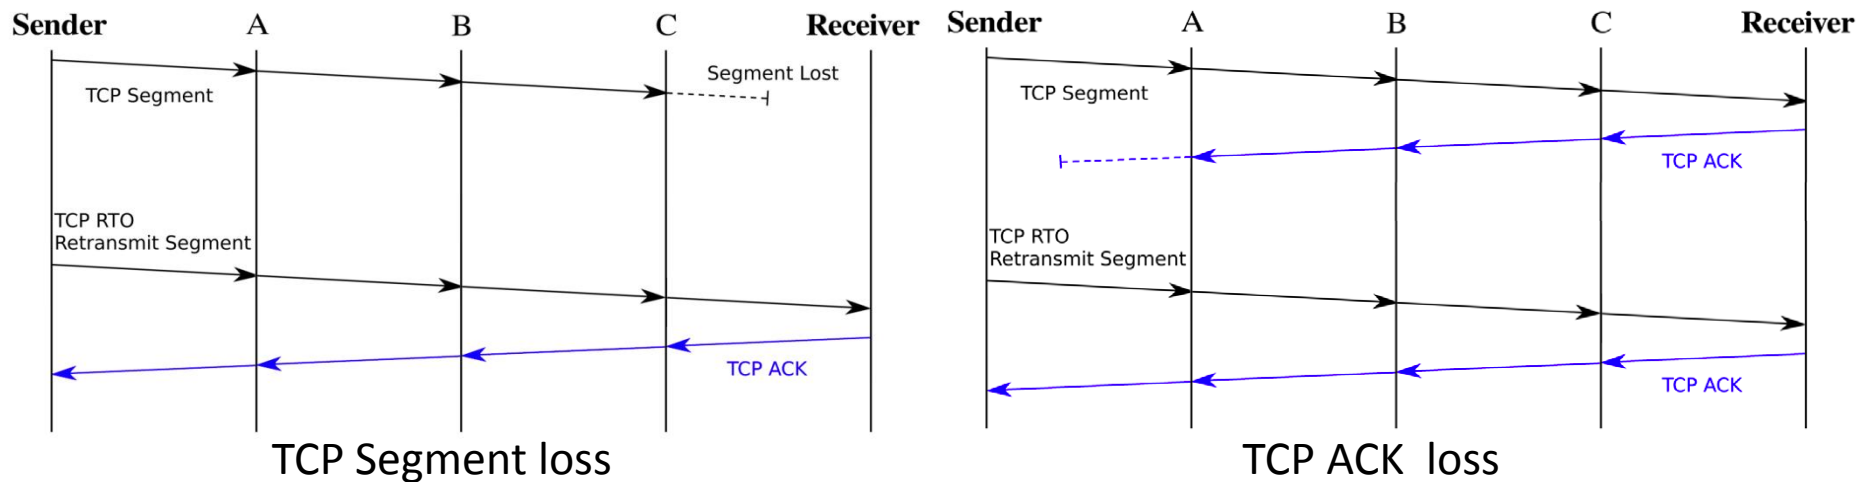 Sender A B C Receiver
Segment Lost
TCP Segment
TCP RTO
Retransmit Segment
TCP ACK
TCP Segment loss
Sender A B C Receiver
TCP Segment
TCP ACK
TCP RTO
Retransmit Segment
TCP ACK
TCP ACK loss